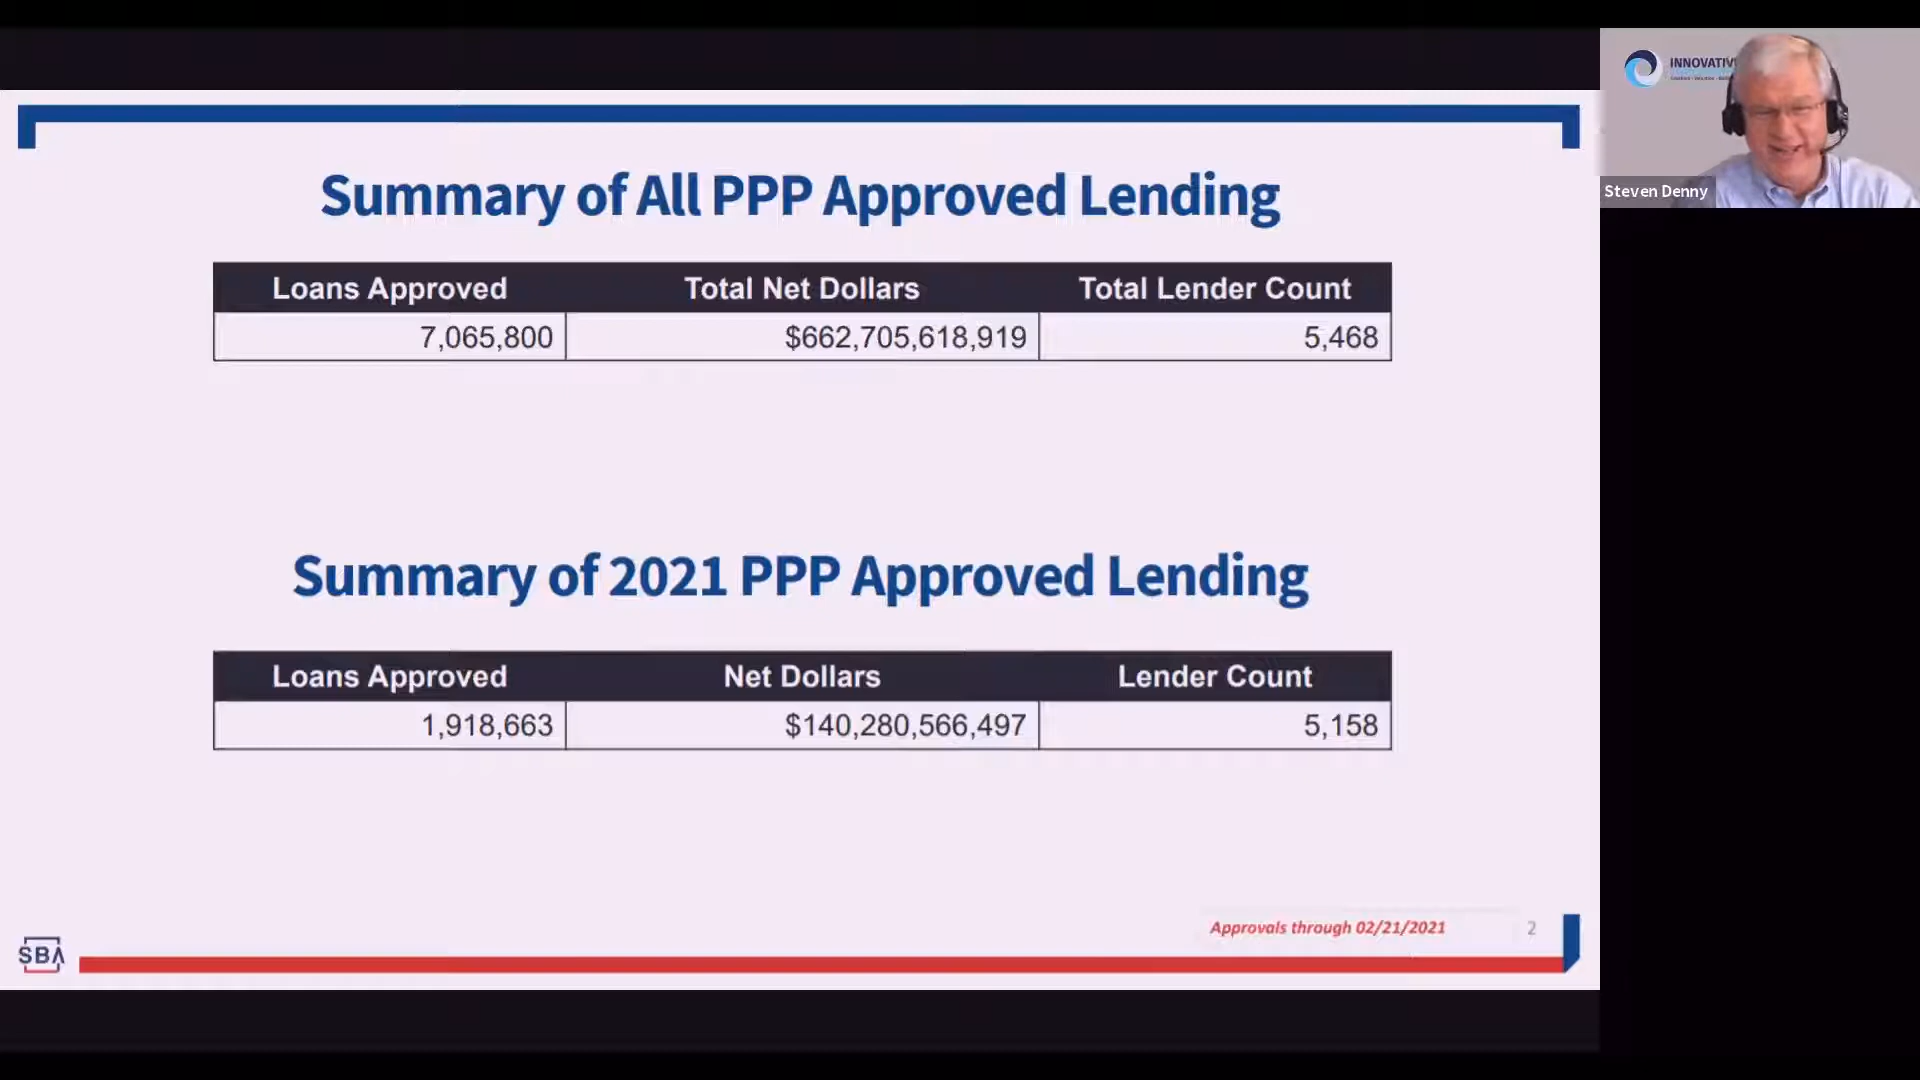 Summary of All PPP Approved Lending
Loans Approved Total Net Dollars Total Lender Count
7,065,800 $662,705,618,919 5,468
Summary of 2021 PPP Approved Lending
Loans Approved Net Dollars Lender Count
1,918,663 $140,280,566,497 5,158
Approvals through 02/21/2021 2
SBA
INNOVATIV
Steven Denny